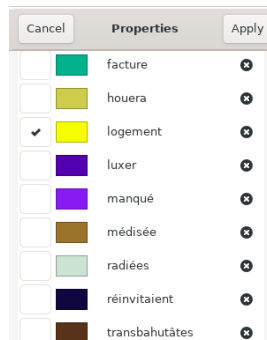 Cancel Properties Apply
facture
houera
logement
luxer
manqué
médisée
radiées
réinvitaient
transbahutâtes